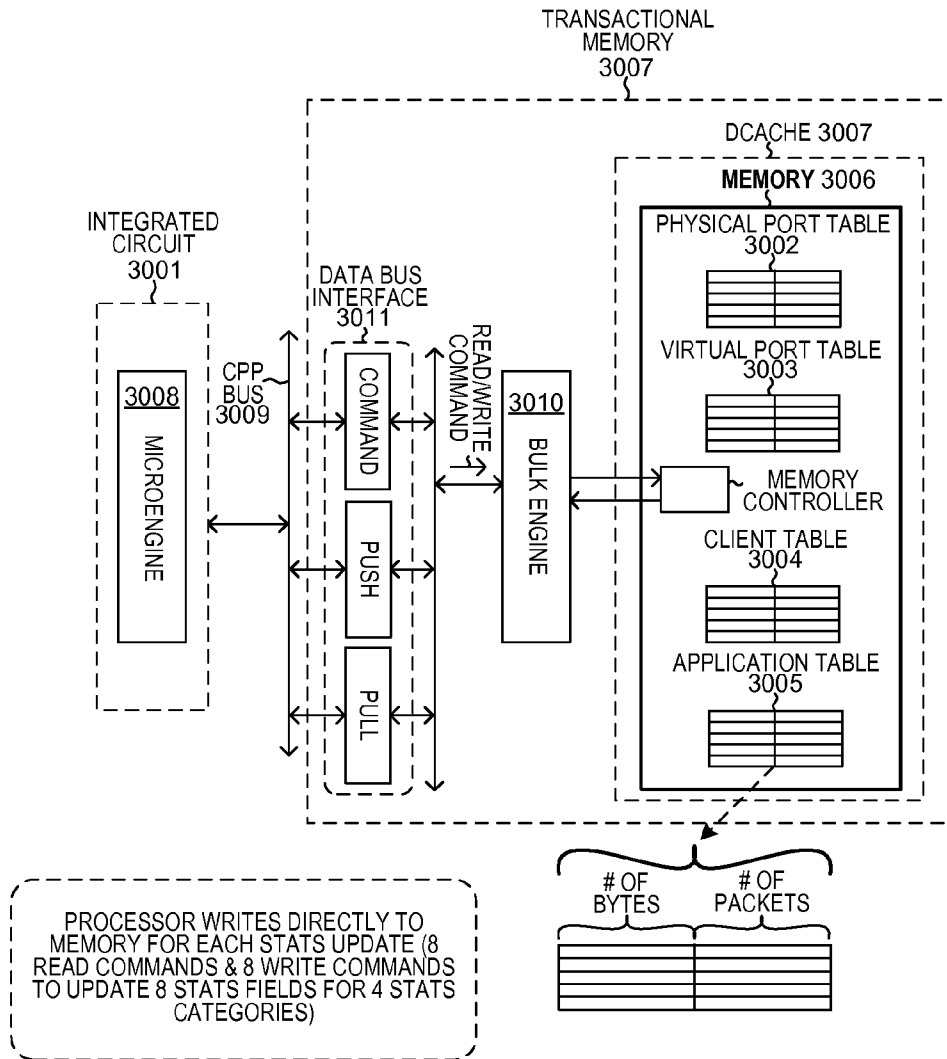 TRANSACTIONAL
MEMORY
3007
DCACHE 3007
MEMORY 3006
PHYSICAL PORT TABLE
3002
INTEGRATED
CIRCUIT
3001
DATA BUS
INTERFACE
3011
VIRTUAL PORT TABLE
3003
3008
MICROENGINE
CPP
BUS
3009
COMMAND
PUSH
PULL
READ/WRITE
COMMAND
3010
BULK ENGINE
MEMORY
CONTROLLER
CLIENT TABLE
3004
APPLICATION TABLE
3005
# OF
BYTES
# OF
PACKETS
PROCESSOR WRITES DIRECTLY TO
MEMORY FOR EACH STATS UPDATE (8
READ COMMANDS & 8 WRITE COMMANDS
TO UPDATE 8 STATS FIELDS FOR 4 STATS
CATEGORIES)